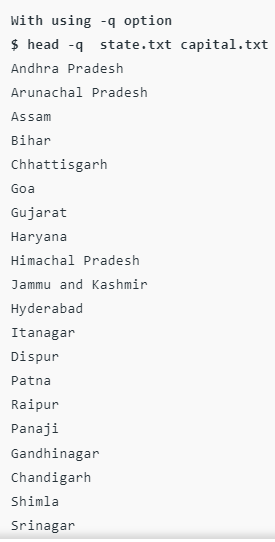 With using -q option
$ head -q  state.txt capital.txt
Andhra Pradesh
Arunachal Pradesh
Assam
Bihar
Chhattisgarh
Goa
Gujarat
Haryana
Himachal Pradesh
Jammu and Kashmir
Hyderabad
Itanagar
Dispur
Patna
Raipur
Panaji
Gandhinagar
Chandigarh
Shimla
Srinagar